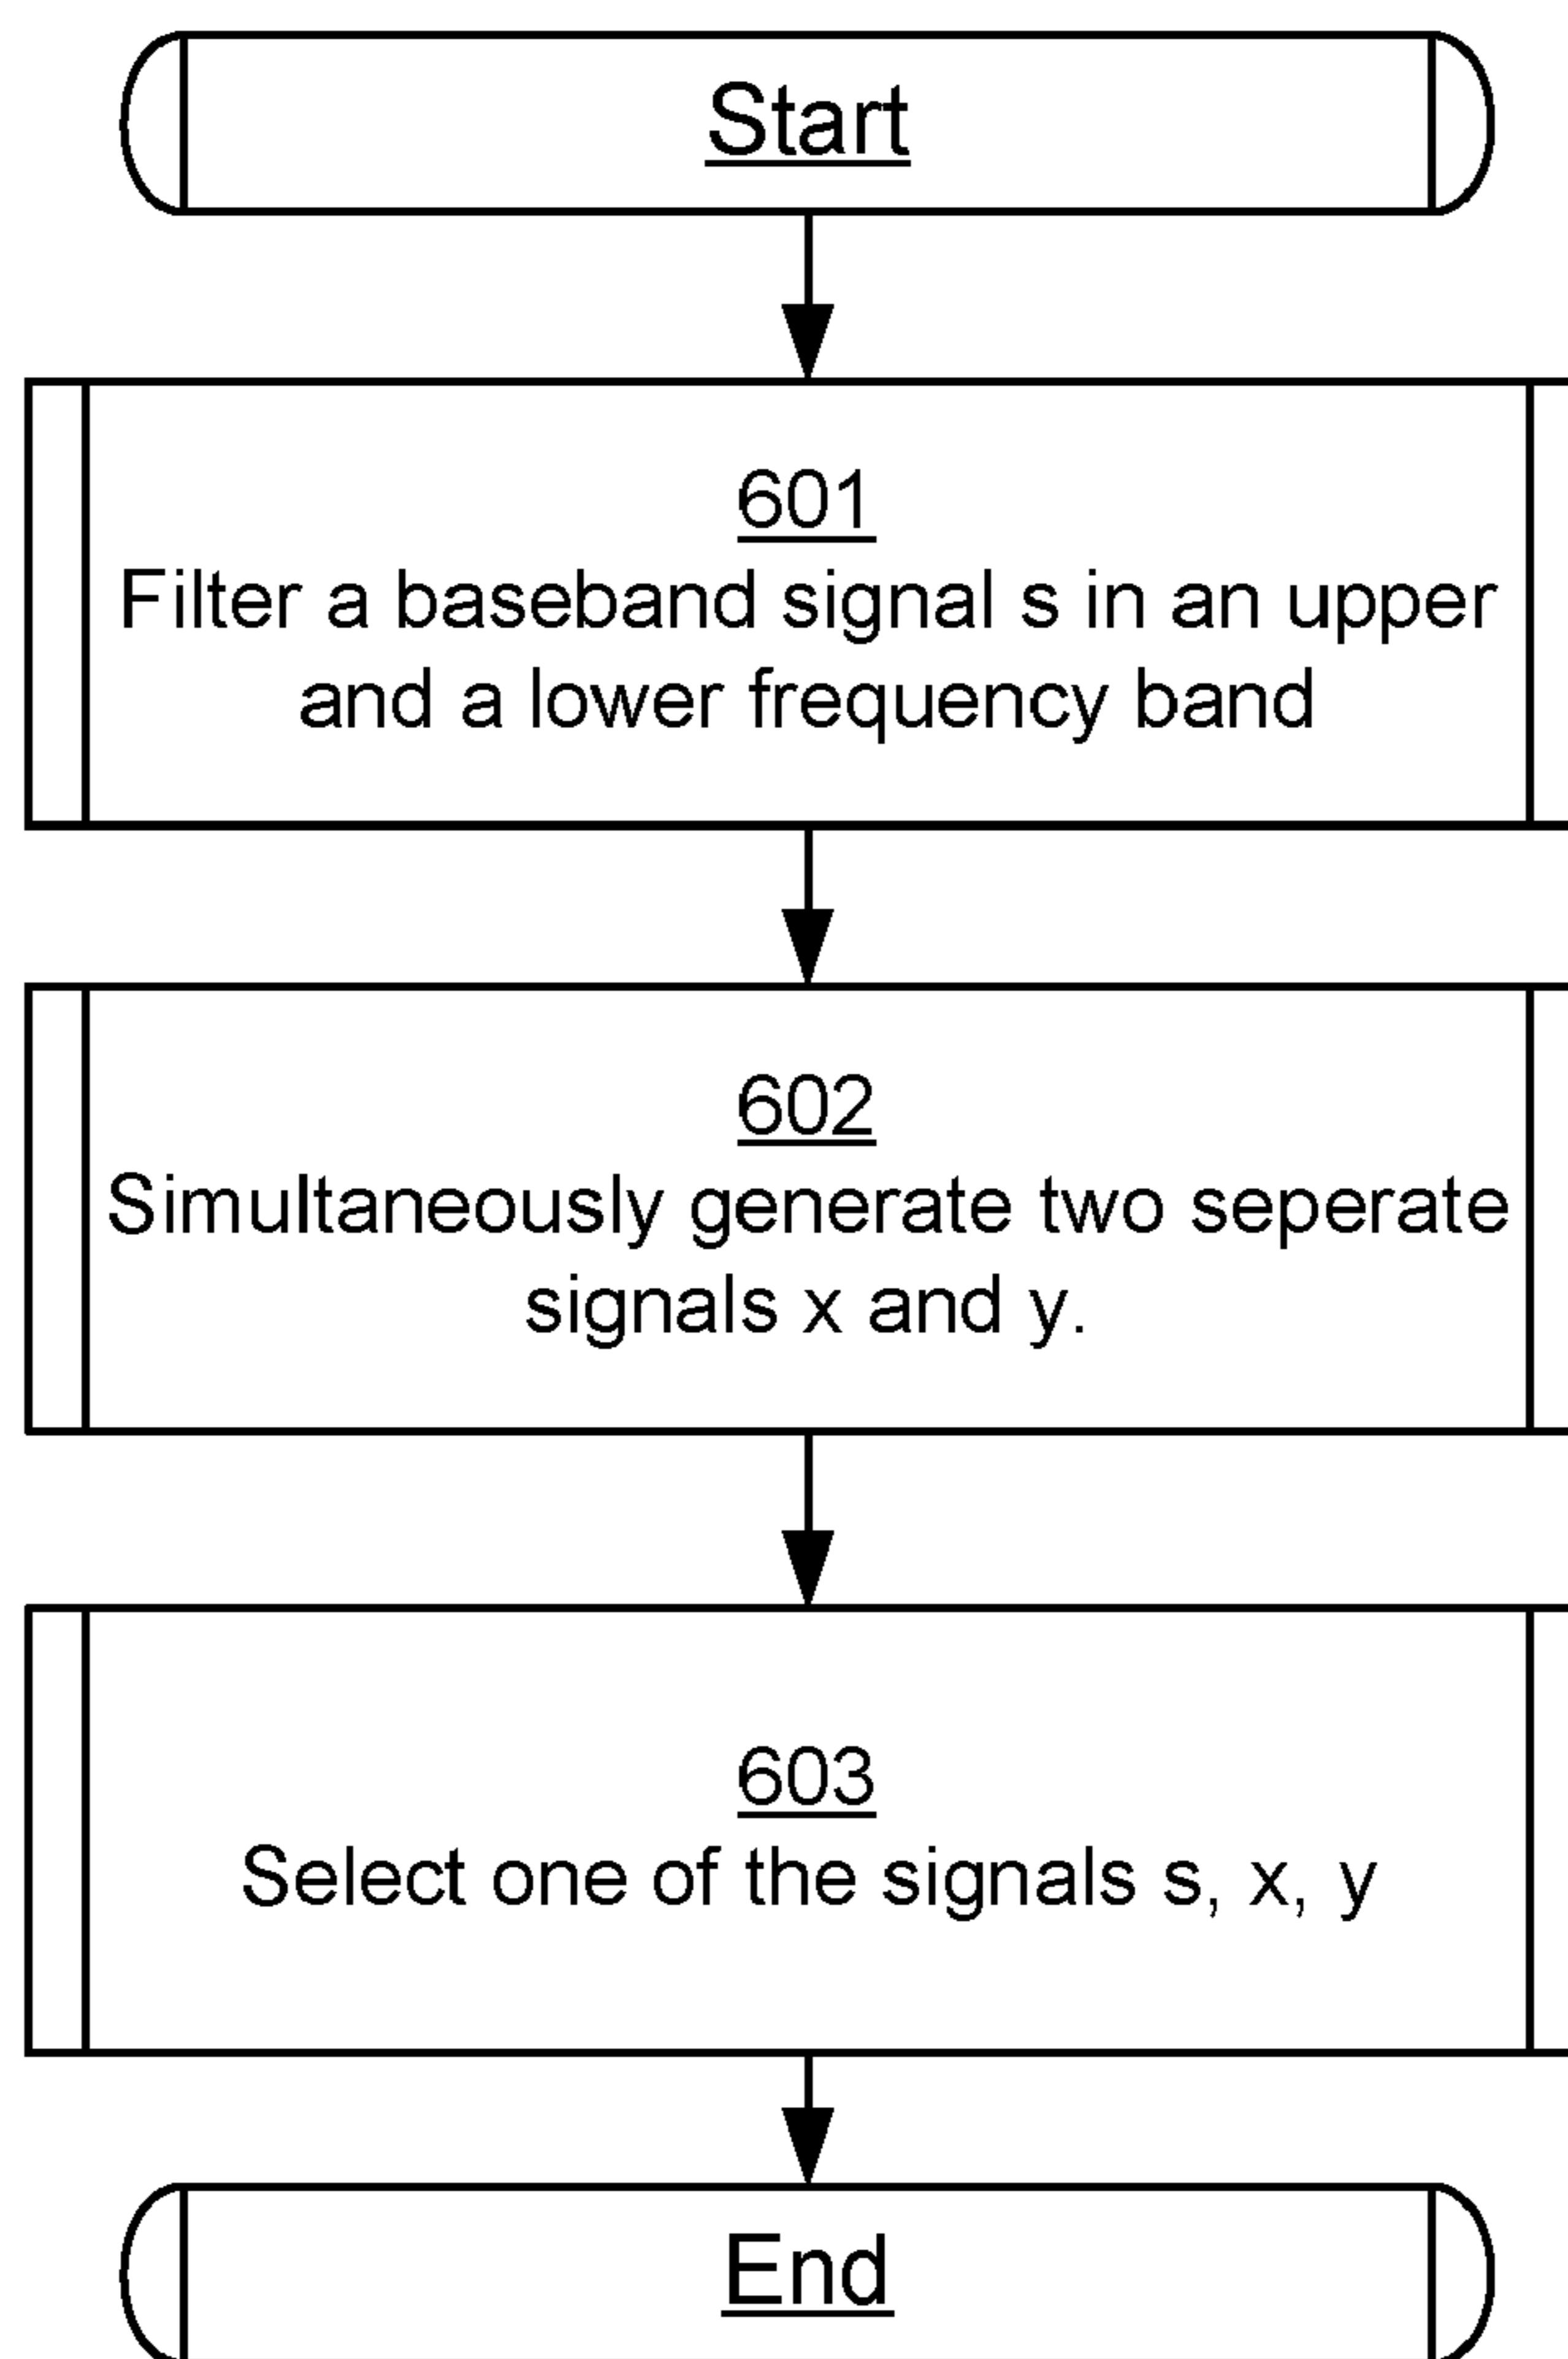 Start
601
Filter a baseband signal s in an upper
and a lower frequency band
602
Simultaneously generate two seperate
signals x and y.
603
Select one of the signals s, x, y
End